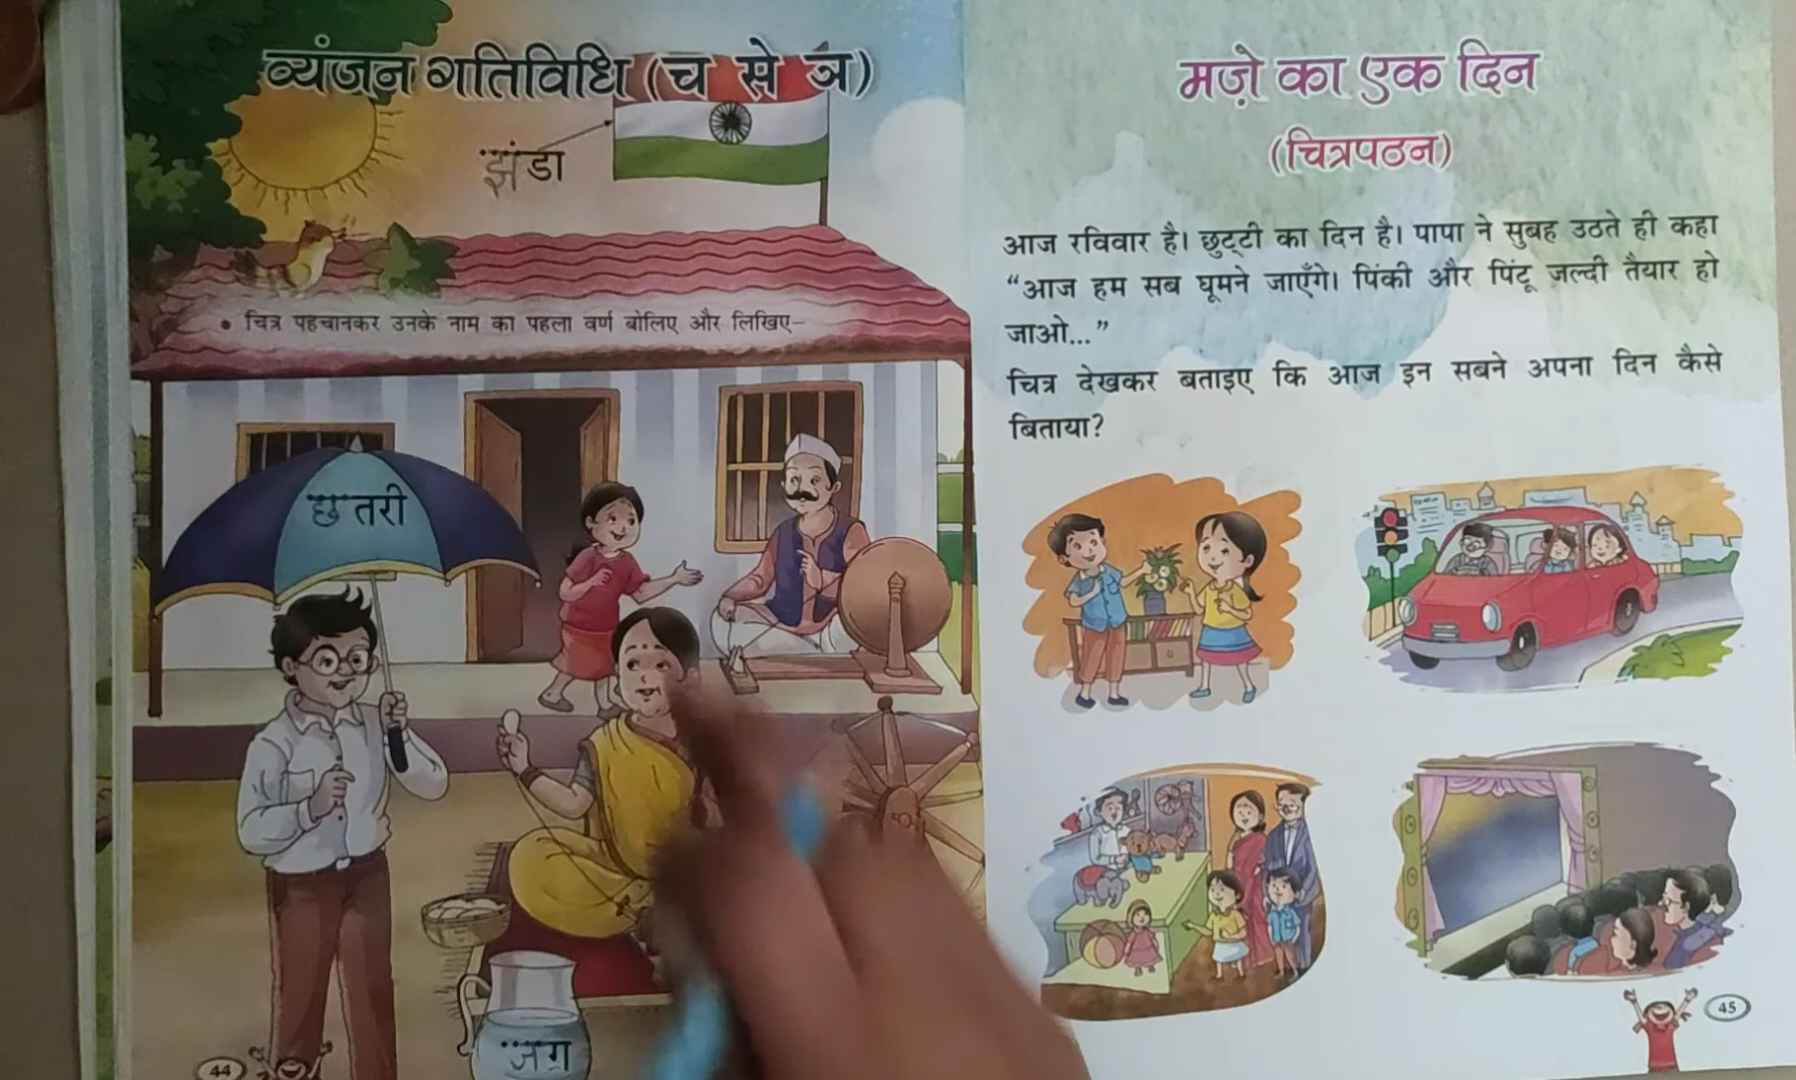 व्यंजन गतिविधि (च से ञ)
झंडा
• चित्र पहचानकर उनके नाम का पहला वर्ण बोलिए और लिखिए–
छतरी
जग
44
मज़े का एक दिन
(चित्रपठन)
आज रविवार है। छुट्टी का दिन है। पापा ने सुबह उठते ही कहा
“आज हम सब घूमने जाएँगे। पिंकी और पिंटू जल्दी तैयार हो
जाओ...”
चित्र देखकर बताइए कि आज इन सबने अपना दिन कैसे
बिताया?
45